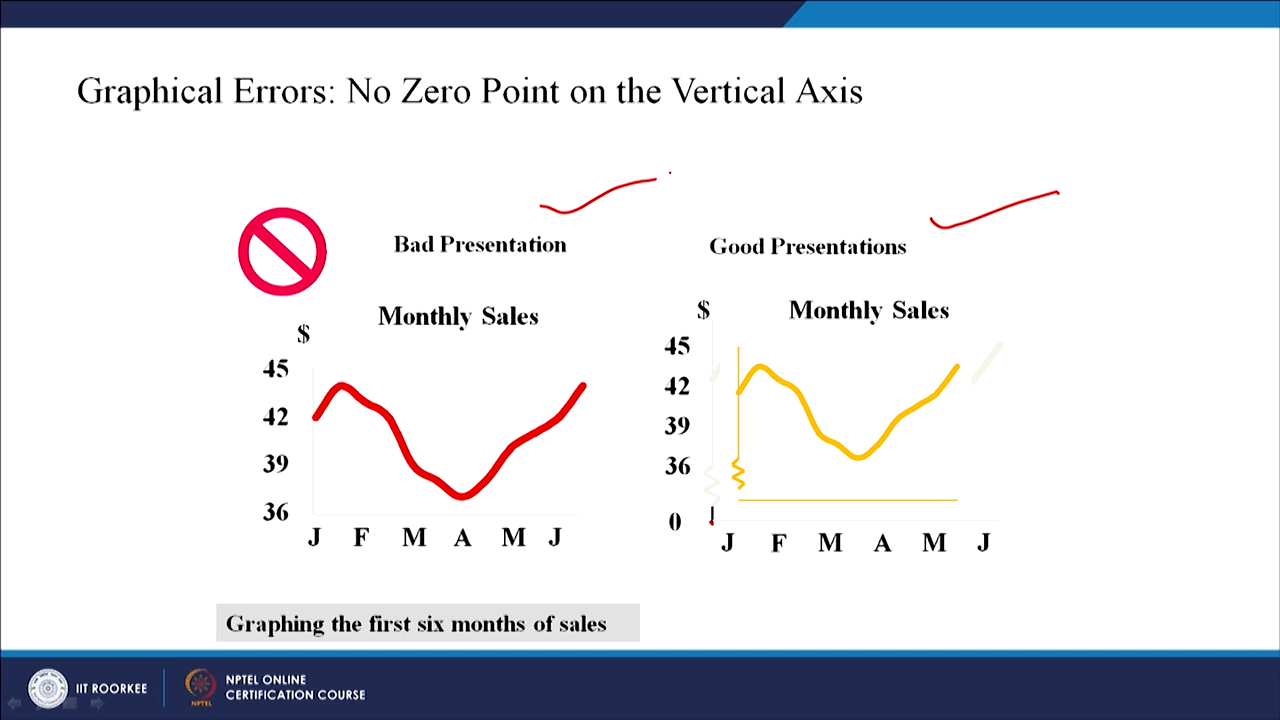 Graphical Errors: No Zero Point on the Vertical Axis
Bad Presentation
Good Presentations
Monthly Sales
$
45
42
39
36
J F M A M J
Monthly Sales
$
45
42
39
36
0
J F M A M J
Graphing the first six months of sales
IIT ROORKEE
NPTEL
NPTEL ONLINE
CERTIFICATION COURSE